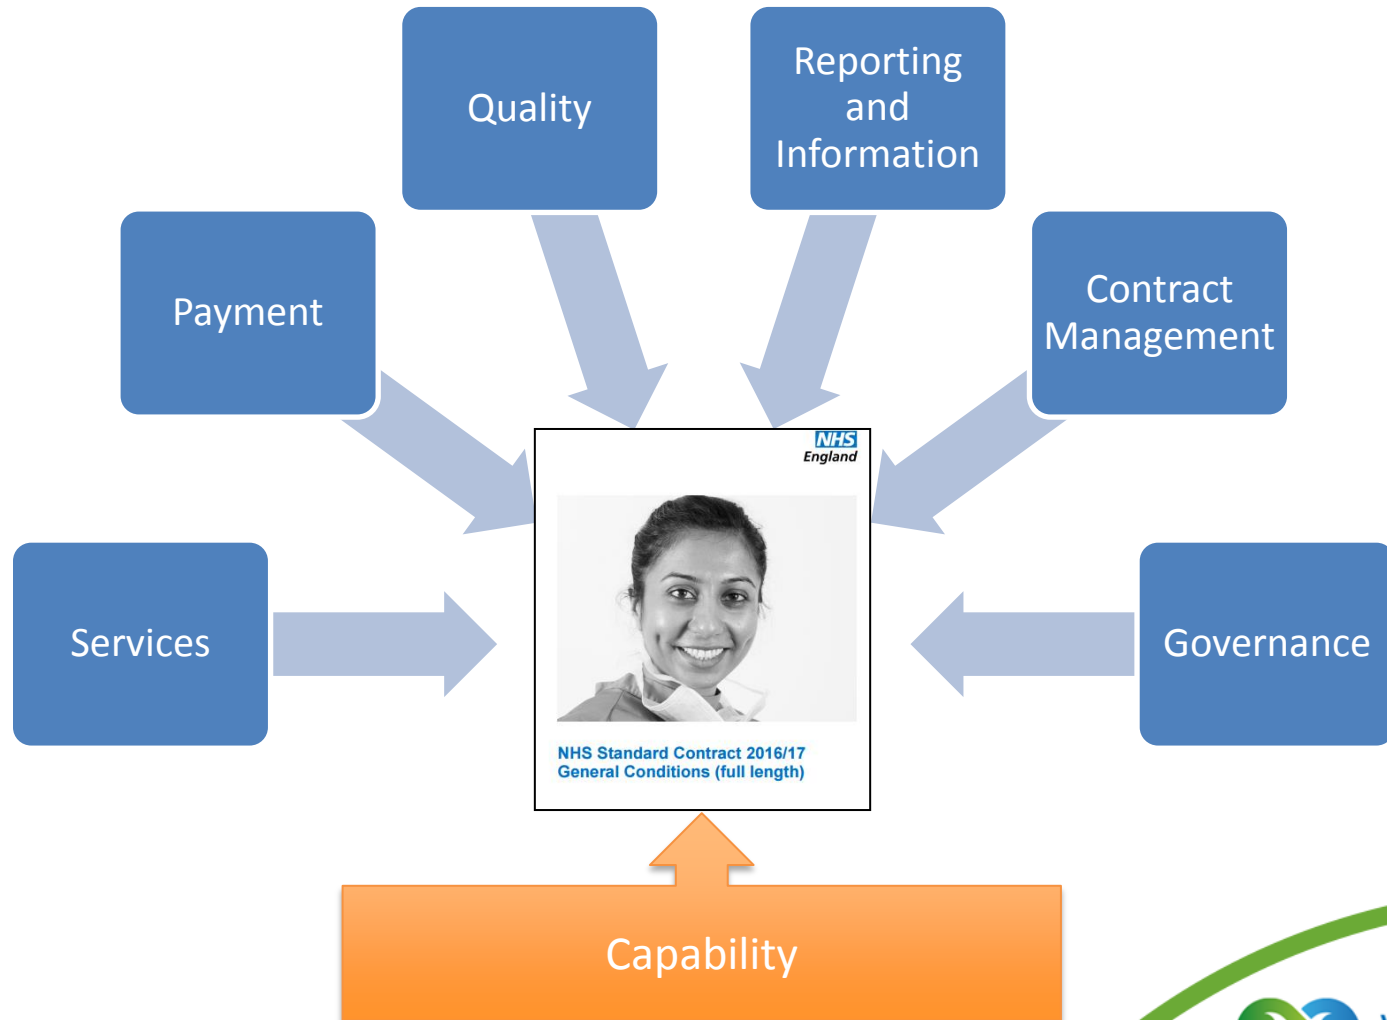 Quality
Reporting
and
Information
Payment
Contract
Management
NHS
England
Services
Governance
NHS Standard Contract 2016/17
General Conditions (full length)
Capability